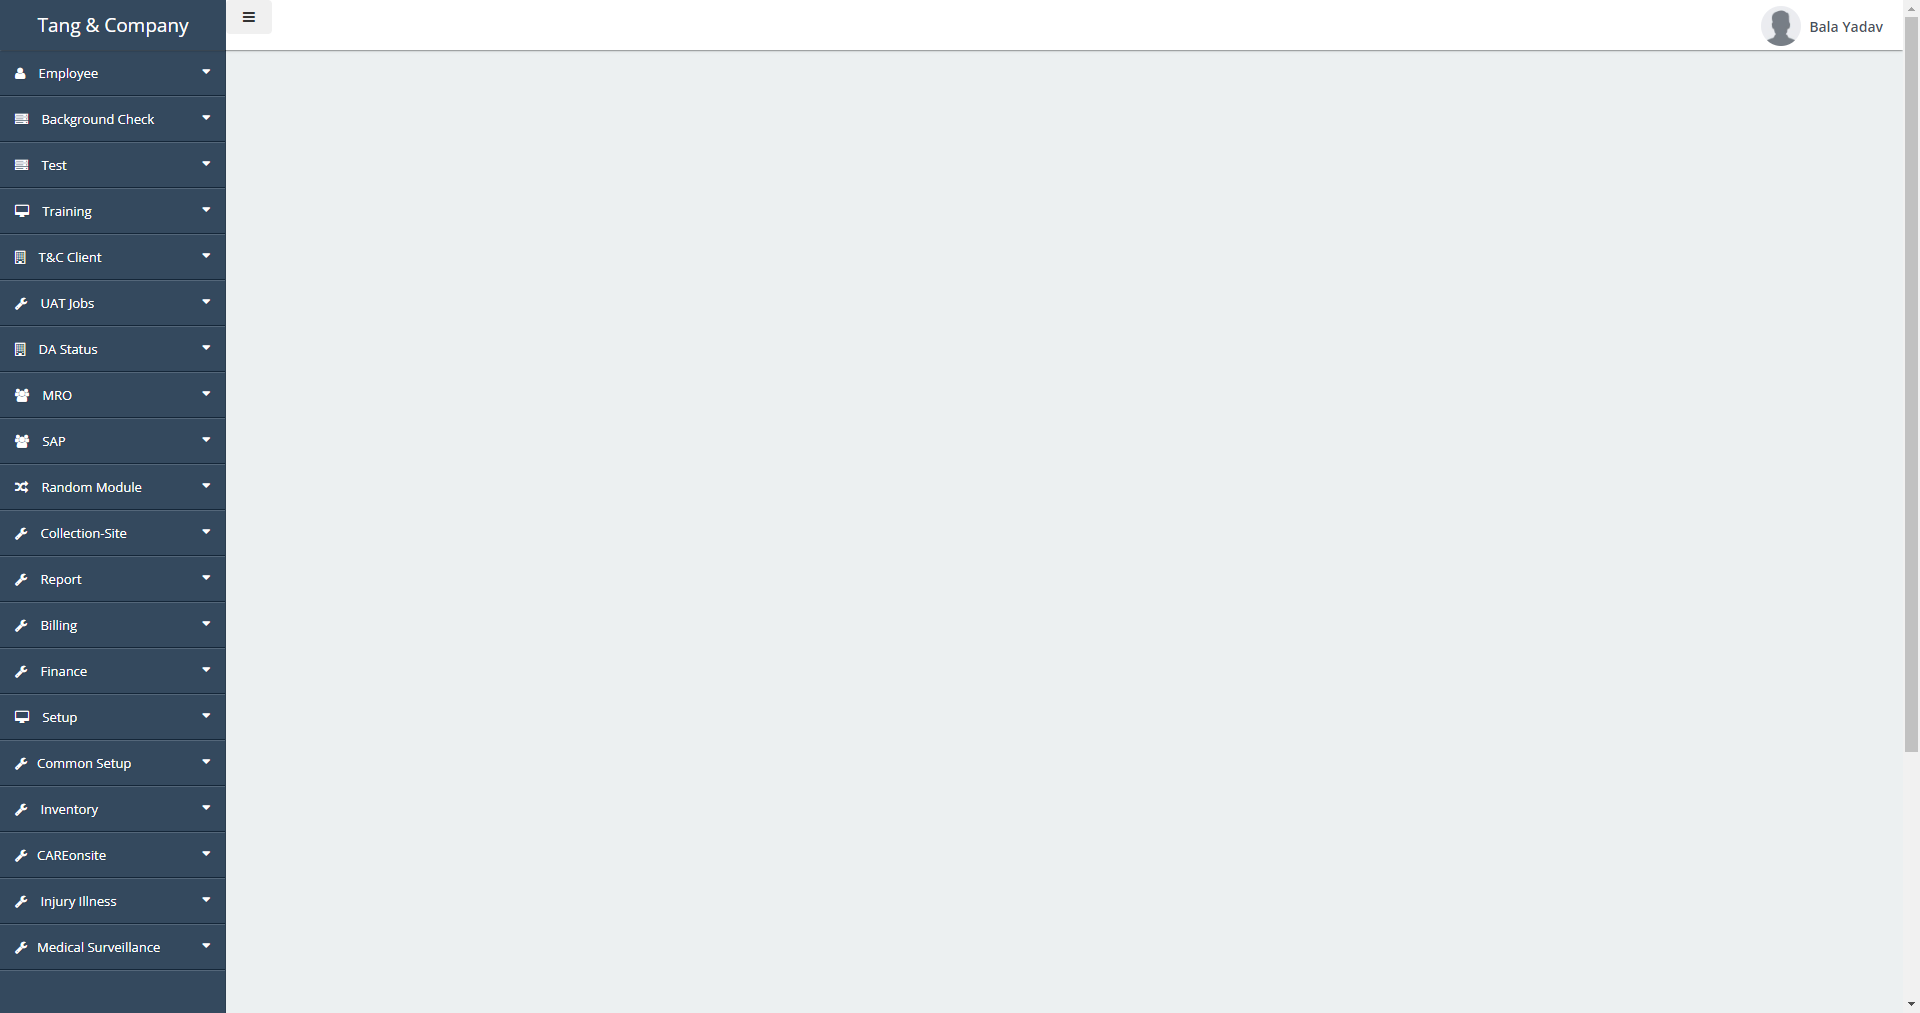 Tang & Company
Bala Yadav
Employee
Background Check
Test
Training
T&C Client
UAT Jobs
DA Status
MRO
SAP
Random Module
Collection-Site
Report
Billing
Finance
Setup
Common Setup
Inventory
CAREonsite
Injury Illness
Medical Surveillance